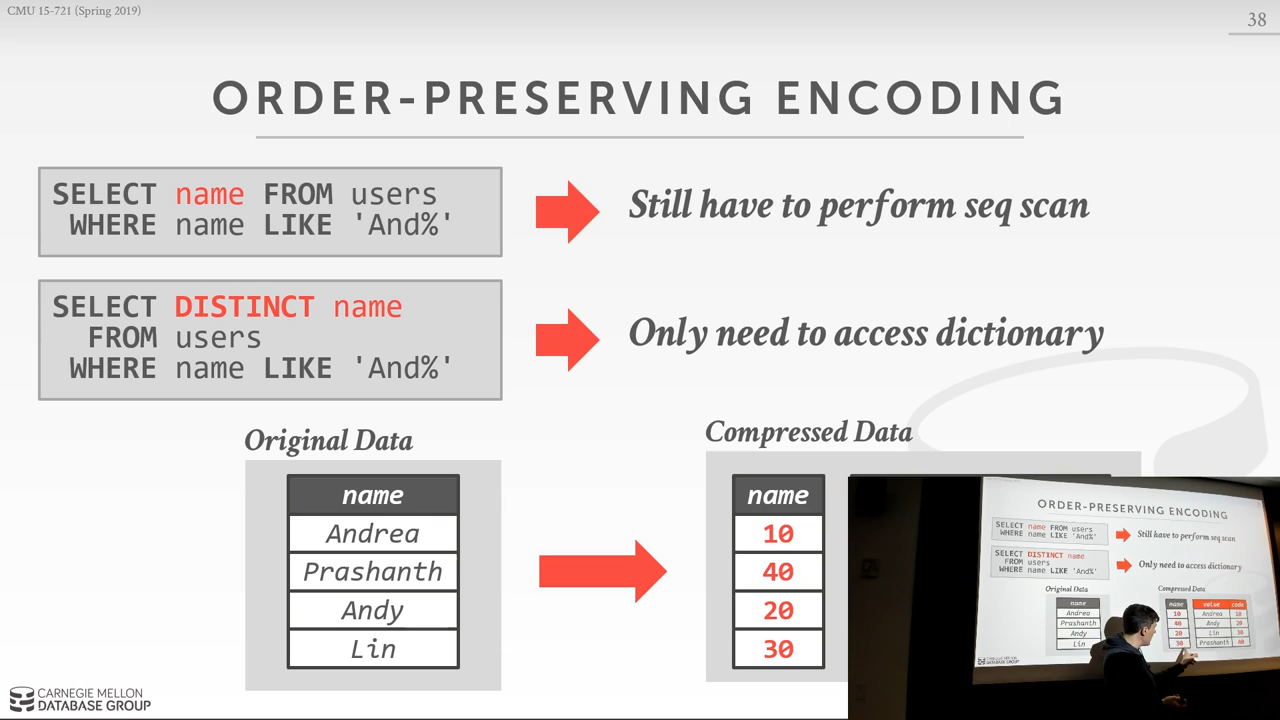 CMU 15-721 (Spring 2019)
38
ORDER-PRESERVING ENCODING
SELECT name FROM users
WHERE name LIKE 'And%'
Still have to perform seq scan
SELECT DISTINCT name
FROM users
WHERE name LIKE 'And%'
Only need to access dictionary
Original Data
name
Andrea
Prashanth
Andy
Lin
Compressed Data
name
10
40
20
30
CARNEGIE MELLON
DATABASE GROUP
ORDER-PRESERVING ENCODING
SELECT name FROM users
WHERE name LIKE 'And%'
Still have to perform seq scan
SELECT DISTINCT name
FROM users
WHERE name LIKE 'And%'
Only need to access dictionary
Original Data
name
Andrea
Prashanth
Andy
Lin
Compressed Data
name
10
40
20
30
value code
Andrea 10
Andy 20
Lin 30
Prashanth 40
CARNEGIE MELLON
DATABASE GROUP